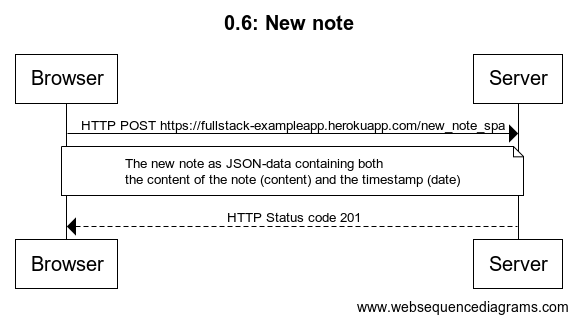 0.6: New note
Browser
Server
HTTP POST https://fullstack-exampleapp.herokuapp.com/new_note_spa
The new note as JSON-data containing both
the content of the note (content) and the timestamp (date)
HTTP Status code 201
Browser
Server
www.websequencediagrams.com